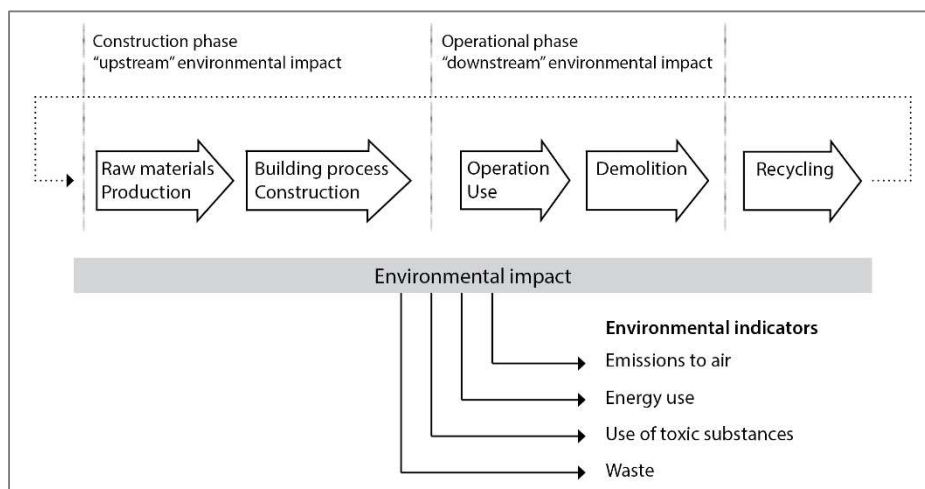 Construction phase
“upstream” environmental impact
Operational phase
“downstream” environmental impact
Raw materials
Production
Building process
Construction
Operation
Use
Demolition
Recycling
Environmental impact
Environmental indicators
Emissions to air
Energy use
Use of toxic substances
Waste